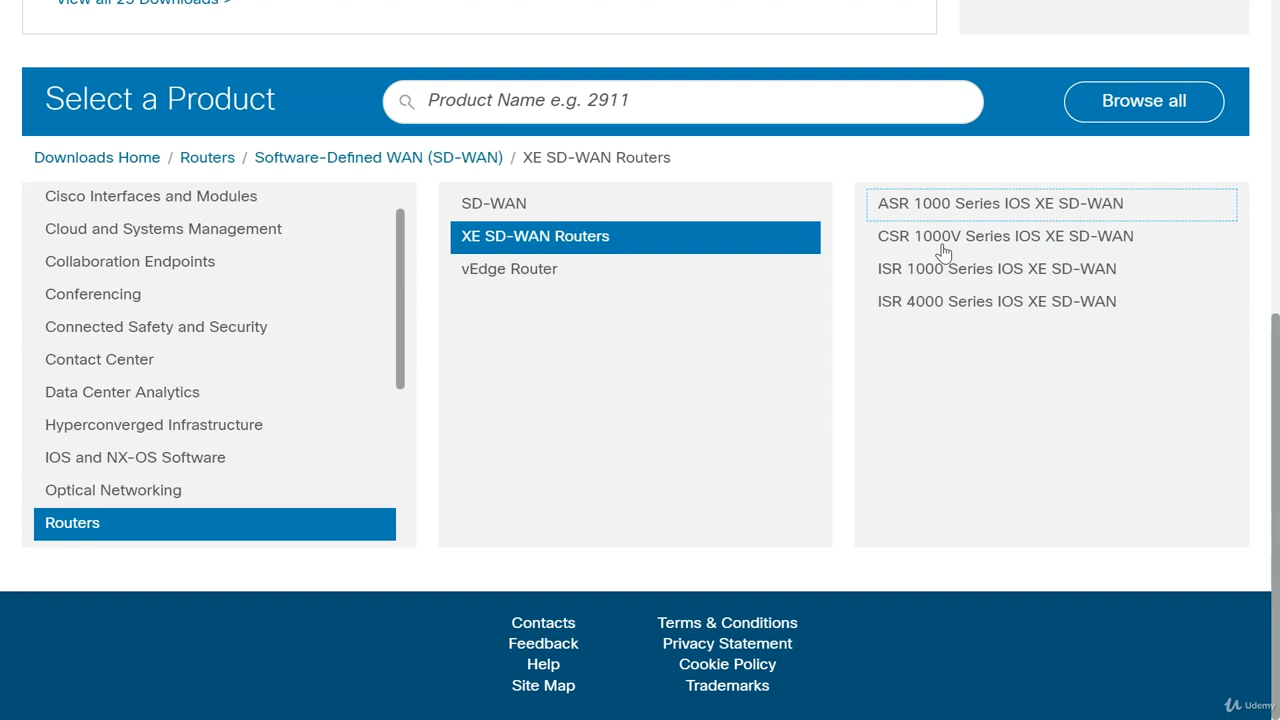 View all 25 Downloads >
Select a Product
Product Name e.g. 2911
Browse all
Downloads Home / Routers / Software-Defined WAN (SD-WAN) / XE SD-WAN Routers
Cisco Interfaces and Modules
Cloud and Systems Management
Collaboration Endpoints
Conferencing
Connected Safety and Security
Contact Center
Data Center Analytics
Hyperconverged Infrastructure
IOS and NX-OS Software
Optical Networking
Routers
SD-WAN
XE SD-WAN Routers
vEdge Router
ASR 1000 Series IOS XE SD-WAN
CSR 1000V Series IOS XE SD-WAN
ISR 1000 Series IOS XE SD-WAN
ISR 4000 Series IOS XE SD-WAN
Contacts
Feedback
Help
Site Map
Terms & Conditions
Privacy Statement
Cookie Policy
Trademarks
Udemy